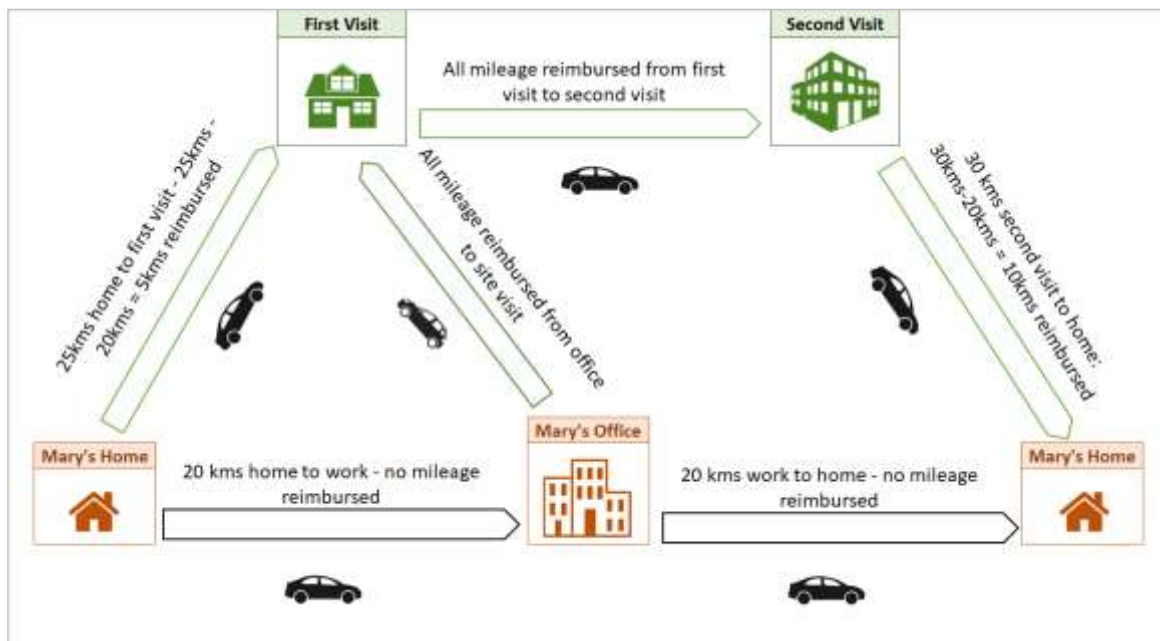 First Visit
Second Visit
All mileage reimbursed from first
visit to second visit
25kms home to first visit - 25kms -
20kms = 5kms reimbursed
All mileage reimbursed from office
to site visit
30 kms second visit to home:
30kms-20kms = 10kms reimbursed
Mary's Home
20 kms home to work - no mileage
reimbursed
Mary's Office
20 kms work to home - no mileage
reimbursed
Mary's Home